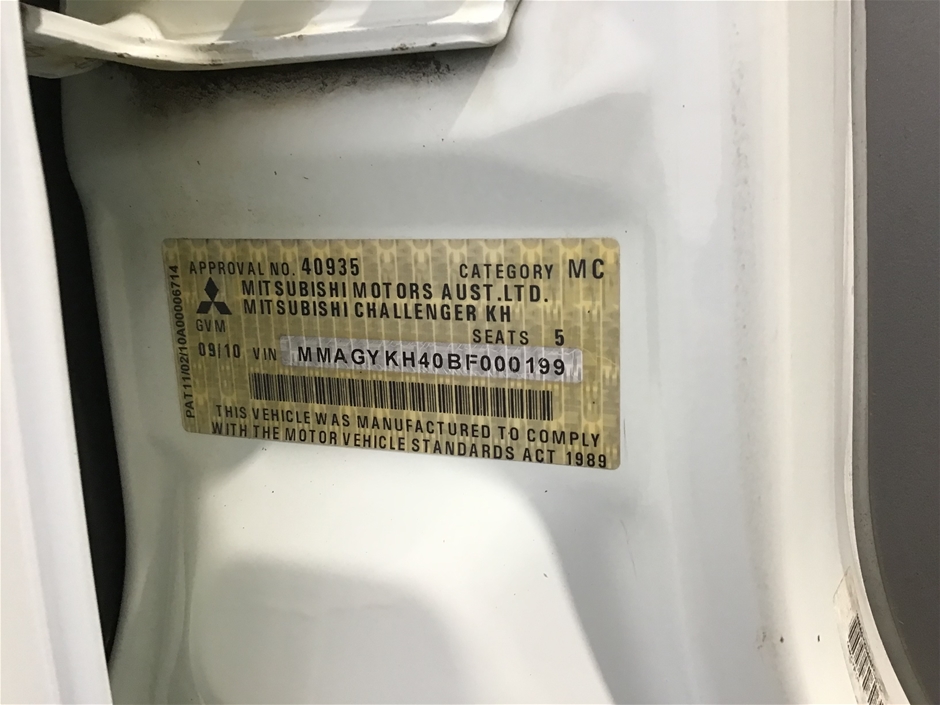 APPROVAL NO. 40935 CATEGORY MC
MITSUBISHI MOTORS AUST.LTD.
MITSUBISHI CHALLENGER KH
GVM SEATS 5
09/10 VIN MMAGYKH40BF000199
THIS VEHICLE WAS MANUFACTURED TO COMPLY
WITH THE MOTOR VEHICLE STANDARDS ACT 1989
PAT11/02/10A00006714